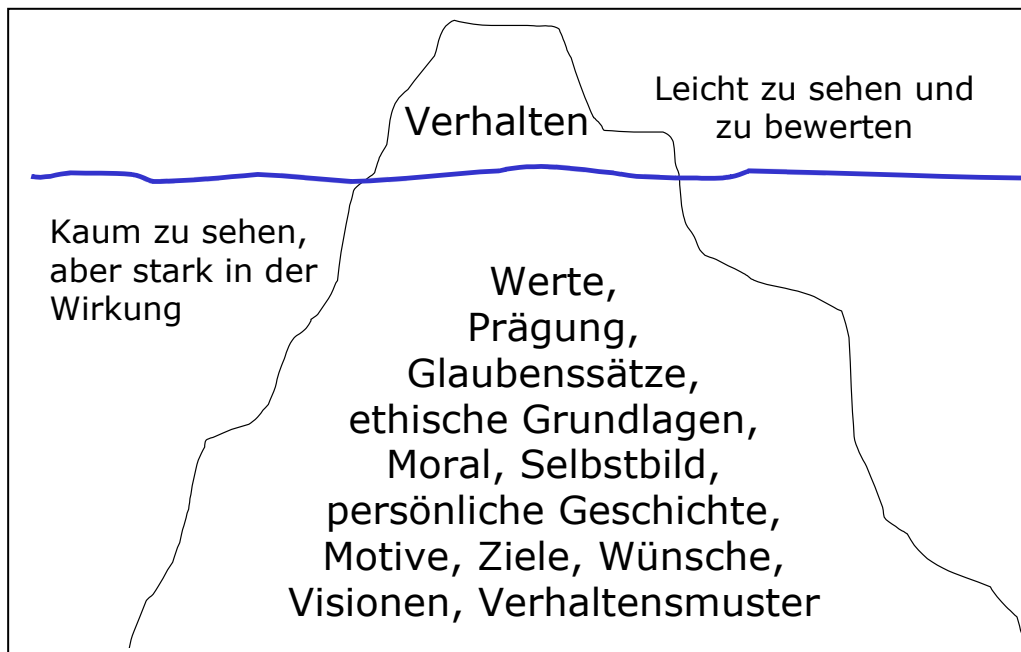 Verhalten
Leicht zu sehen und
zu bewerten
Kaum zu sehen,
aber stark in der
Wirkung
Werte,
Prägung,
Glaubenssätze,
ethische Grundlagen,
Moral, Selbstbild,
persönliche Geschichte,
Motive, Ziele, Wünsche,
Visionen, Verhaltensmuster